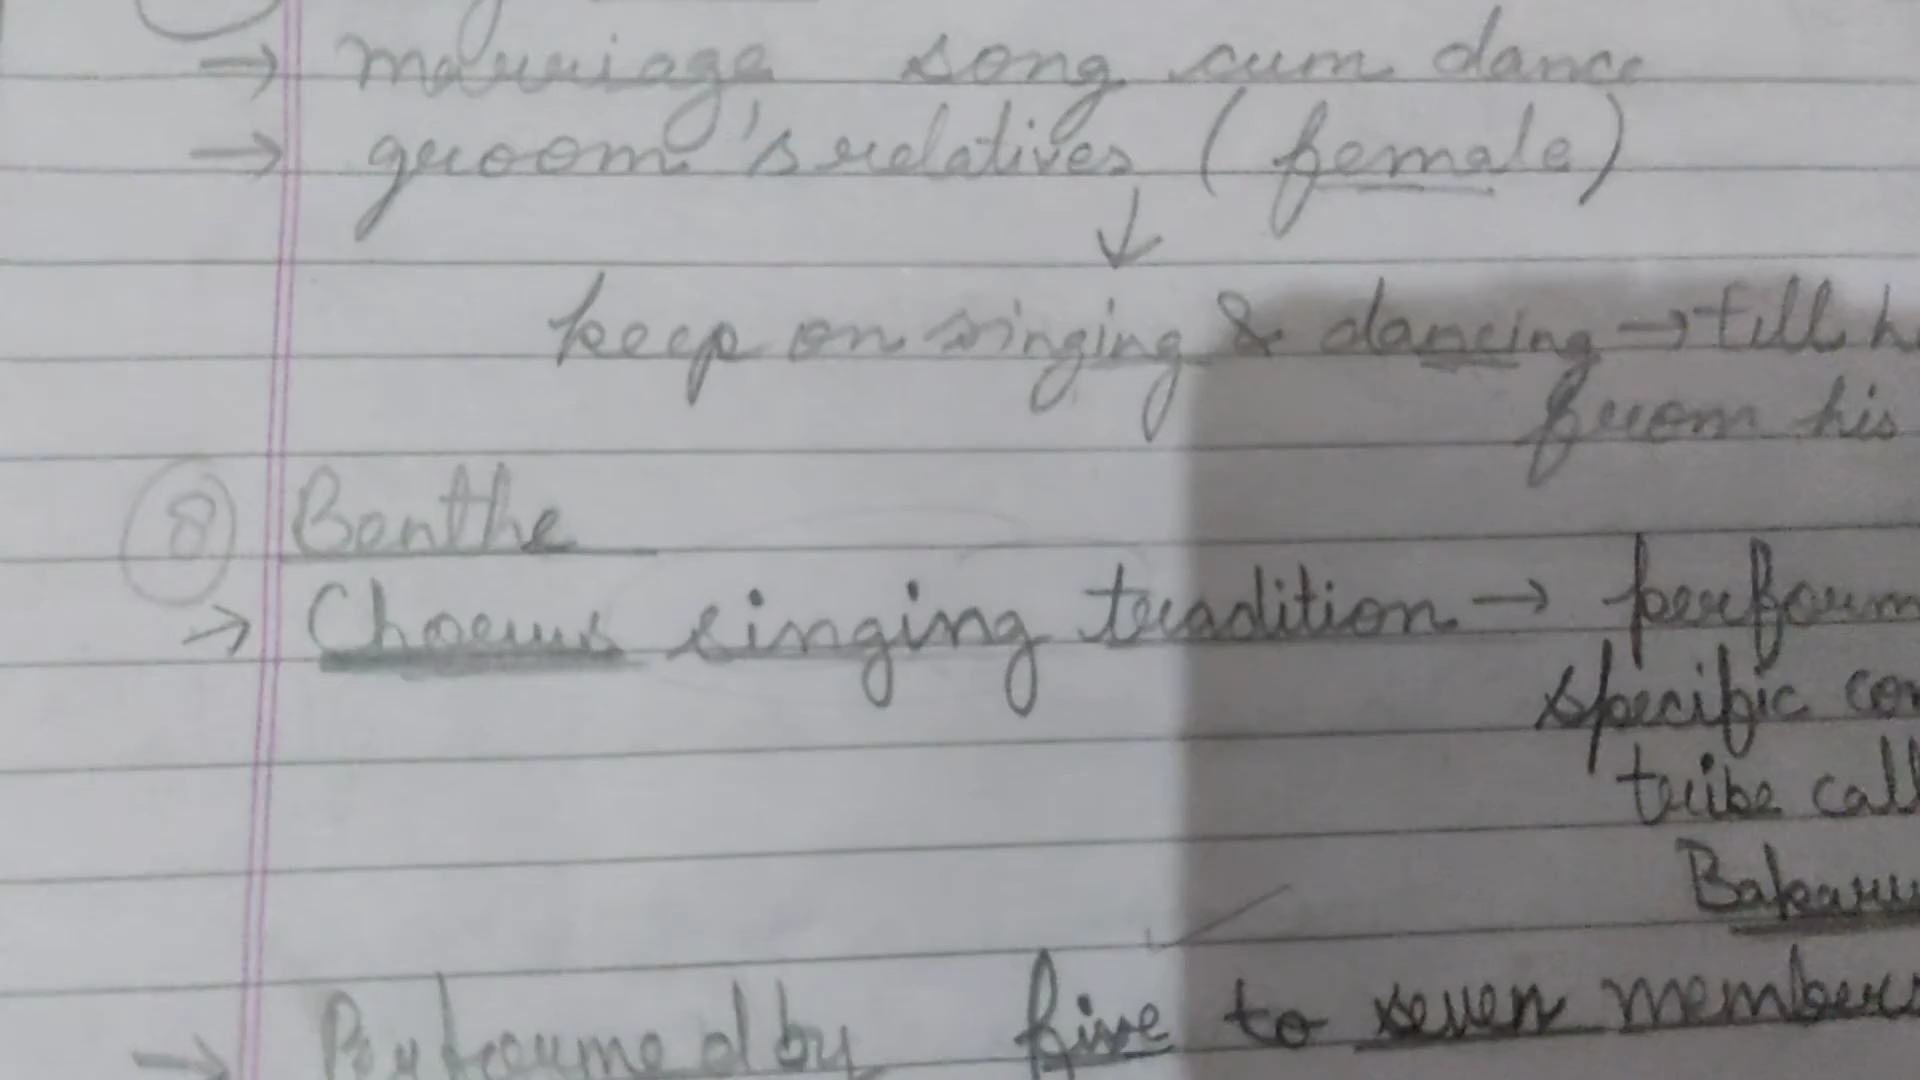 → marriage song cum dance
→ groom's relatives (female)
↓
keep on singing & dancing → till h
from his
8 Banthe
→ Chorus singing tradition → perform
specific com
tribe call
Bakarw
→ Performed by five to seven members